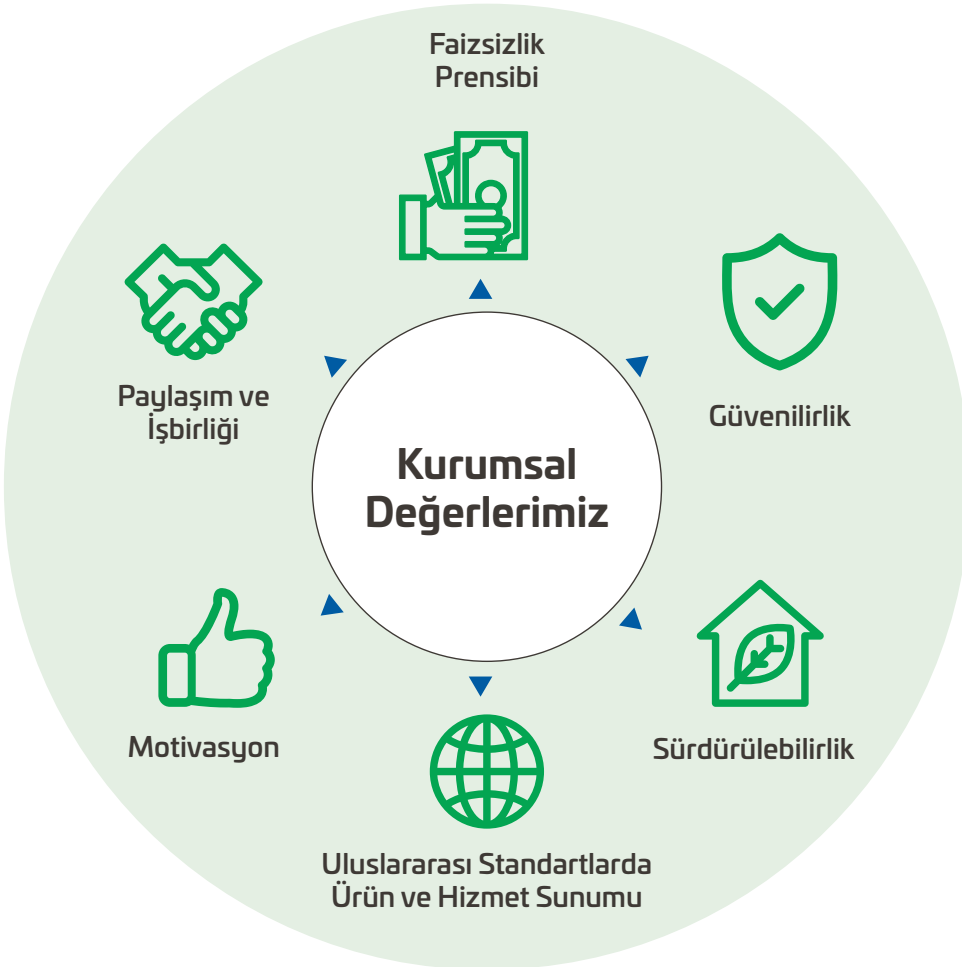 Faizsizlik
Prensibi
Paylaşım ve
İşbirliği
Güvenilirlik
Kurumsal
Değerlerimiz
Motivasyon
Sürdürülebilirlik
Uluslararası Standartlarda
Ürün ve Hizmet Sunumu